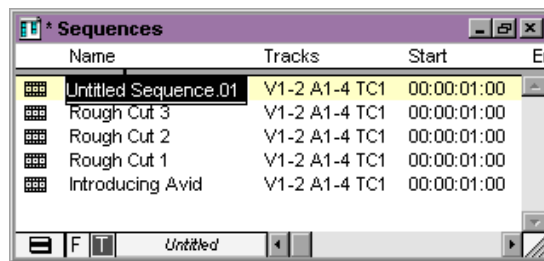 * Sequences
Name Tracks Start E
Untitled Sequence.01 V1-2 A1-4 TC1 00:00:01:00
Rough Cut 3 V1-2 A1-4 TC1 00:00:01:00
Rough Cut 2 V1-2 A1-4 TC1 00:00:01:00
Rough Cut 1 V1-2 A1-4 TC1 00:00:01:00
Introducing Avid V1-2 A1-4 TC1 00:00:01:00
F T Untitled